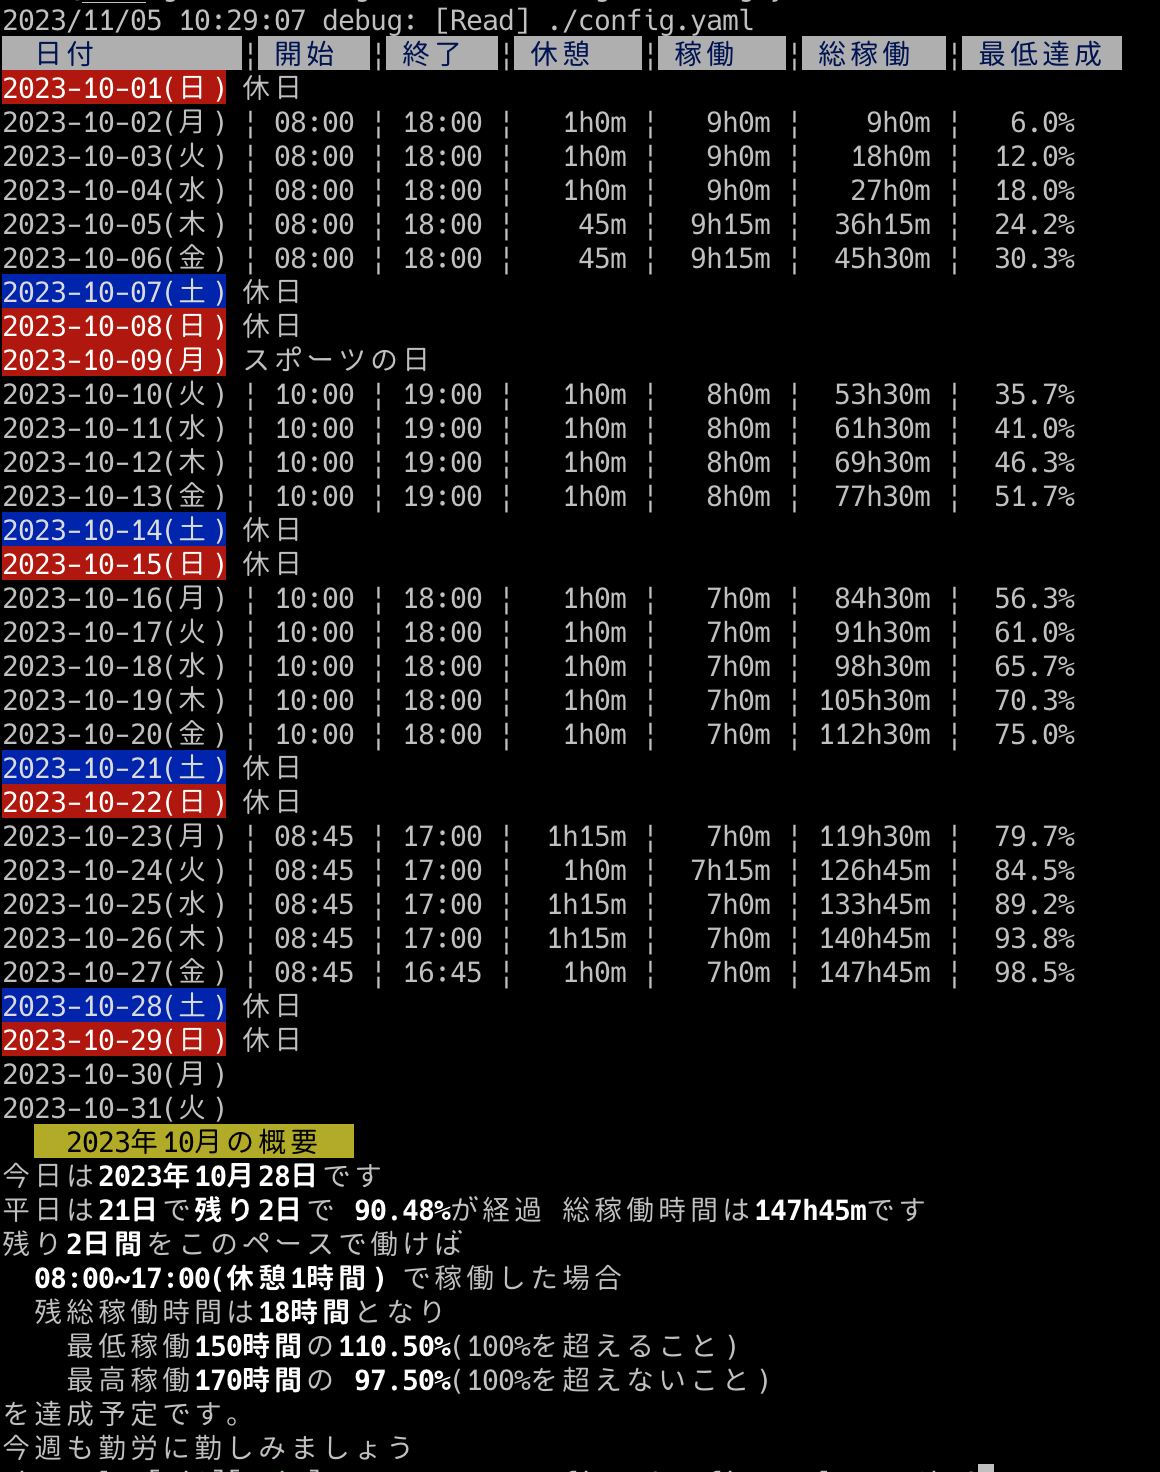 2023/11/05 10:29:07 debug: [Read] ./config.yaml
日付 ¦ 開始 ¦ 終了 ¦ 休憩 ¦ 稼働 ¦ 総稼働 ¦ 最低達成
2023-10-01(日) 休日
2023-10-02(月) ¦ 08:00 ¦ 18:00 ¦ 1h0m ¦ 9h0m ¦ 9h0m ¦ 6.0%
2023-10-03(火) ¦ 08:00 ¦ 18:00 ¦ 1h0m ¦ 9h0m ¦ 18h0m ¦ 12.0%
2023-10-04(水) ¦ 08:00 ¦ 18:00 ¦ 1h0m ¦ 9h0m ¦ 27h0m ¦ 18.0%
2023-10-05(木) ¦ 08:00 ¦ 18:00 ¦ 45m ¦ 9h15m ¦ 36h15m ¦ 24.2%
2023-10-06(金) ¦ 08:00 ¦ 18:00 ¦ 45m ¦ 9h15m ¦ 45h30m ¦ 30.3%
2023-10-07(土) 休日
2023-10-08(日) 休日
2023-10-09(月) スポーツの日
2023-10-10(火) ¦ 10:00 ¦ 19:00 ¦ 1h0m ¦ 8h0m ¦ 53h30m ¦ 35.7%
2023-10-11(水) ¦ 10:00 ¦ 19:00 ¦ 1h0m ¦ 8h0m ¦ 61h30m ¦ 41.0%
2023-10-12(木) ¦ 10:00 ¦ 19:00 ¦ 1h0m ¦ 8h0m ¦ 69h30m ¦ 46.3%
2023-10-13(金) ¦ 10:00 ¦ 19:00 ¦ 1h0m ¦ 8h0m ¦ 77h30m ¦ 51.7%
2023-10-14(土) 休日
2023-10-15(日) 休日
2023-10-16(月) ¦ 10:00 ¦ 18:00 ¦ 1h0m ¦ 7h0m ¦ 84h30m ¦ 56.3%
2023-10-17(火) ¦ 10:00 ¦ 18:00 ¦ 1h0m ¦ 7h0m ¦ 91h30m ¦ 61.0%
2023-10-18(水) ¦ 10:00 ¦ 18:00 ¦ 1h0m ¦ 7h0m ¦ 98h30m ¦ 65.7%
2023-10-19(木) ¦ 10:00 ¦ 18:00 ¦ 1h0m ¦ 7h0m ¦ 105h30m ¦ 70.3%
2023-10-20(金) ¦ 10:00 ¦ 18:00 ¦ 1h0m ¦ 7h0m ¦ 112h30m ¦ 75.0%
2023-10-21(土) 休日
2023-10-22(日) 休日
2023-10-23(月) ¦ 08:45 ¦ 17:00 ¦ 1h15m ¦ 7h0m ¦ 119h30m ¦ 79.7%
2023-10-24(火) ¦ 08:45 ¦ 17:00 ¦ 1h0m ¦ 7h15m ¦ 126h45m ¦ 84.5%
2023-10-25(水) ¦ 08:45 ¦ 17:00 ¦ 1h15m ¦ 7h0m ¦ 133h45m ¦ 89.2%
2023-10-26(木) ¦ 08:45 ¦ 17:00 ¦ 1h15m ¦ 7h0m ¦ 140h45m ¦ 93.8%
2023-10-27(金) ¦ 08:45 ¦ 16:45 ¦ 1h0m ¦ 7h0m ¦ 147h45m ¦ 98.5%
2023-10-28(土) 休日
2023-10-29(日) 休日
2023-10-30(月)
2023-10-31(火)
2023年10月の概要
今日は2023年10月28日です
平日は21日で残り2日で 90.48%が経過 総稼働時間は147h45mです
残り2日間をこのペースで働けば
08:00~17:00(休憩1時間) で稼働した場合
残総稼働時間は18時間となり
最低稼働150時間の110.50%(100%を超えること)
最高稼働170時間の 97.50%(100%を超えないこと)
を達成予定です。
今週も勤労に勤しみましょう